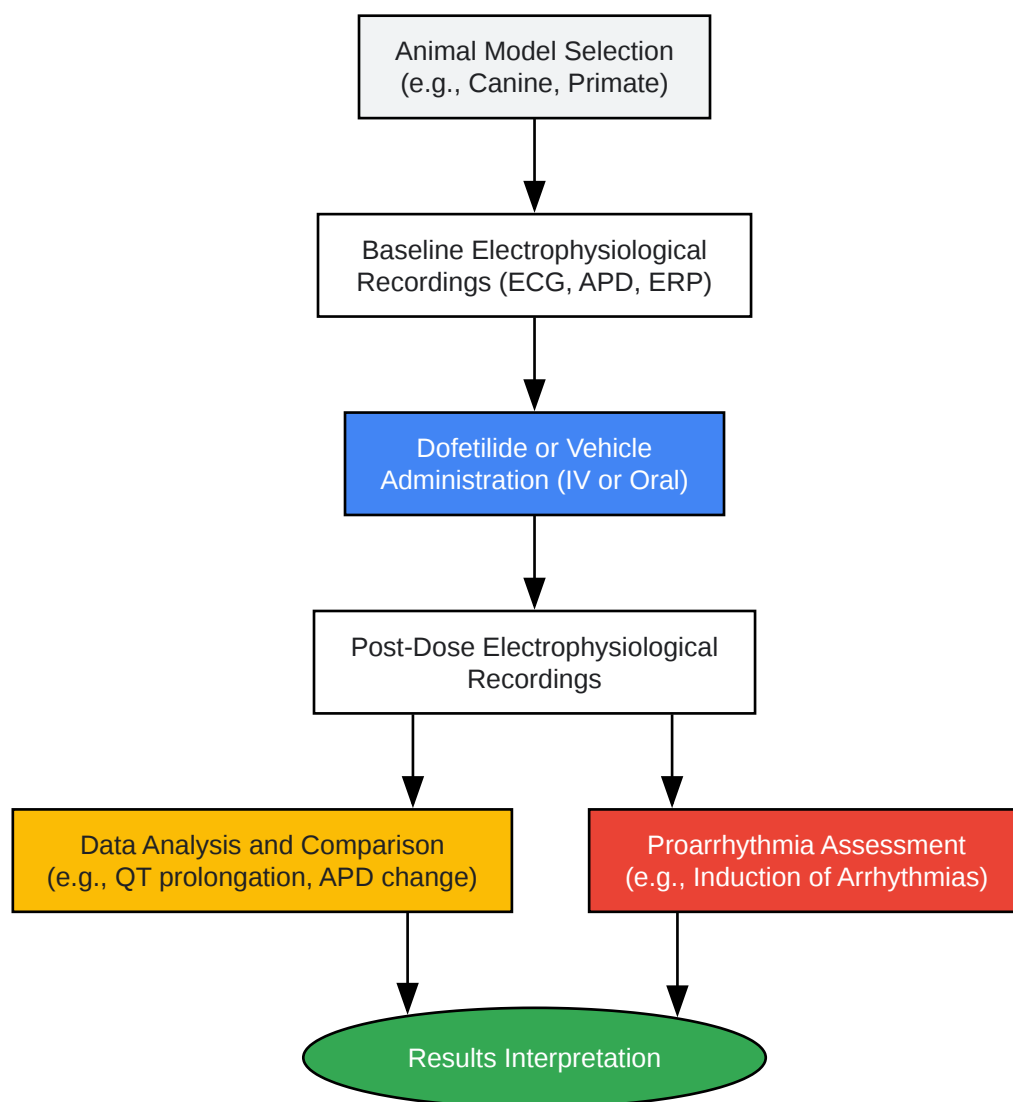 Animal Model Selection
(e.g., Canine, Primate)
Baseline Electrophysiological
Recordings (ECG, APD, ERP)
Dofetilide or Vehicle
Administration (IV or Oral)
Post-Dose Electrophysiological
Recordings
Data Analysis and Comparison
(e.g., QT prolongation, APD change)
Proarrhythmia Assessment
(e.g., Induction of Arrhythmias)
Results Interpretation